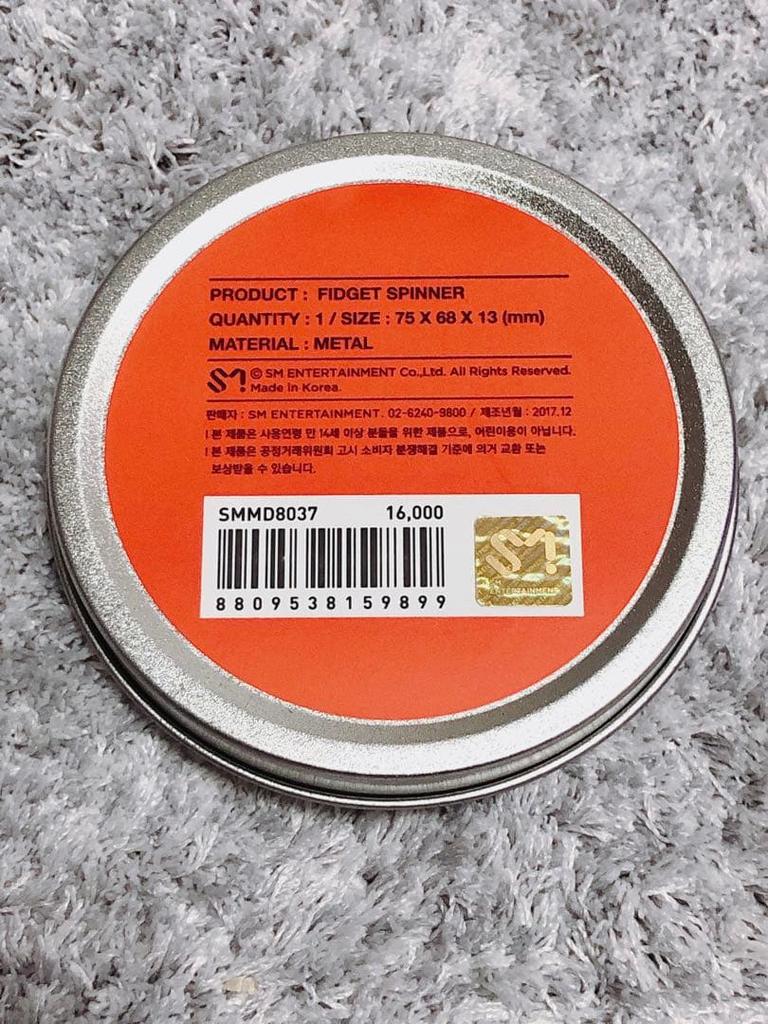 PRODUCT : FIDGET SPINNER
QUANTITY : 1 / SIZE : 75 X 68 X 13 (mm)
MATERIAL : METAL
SM © SM ENTERTAINMENT Co.,Ltd. All Rights Reserved.
Made in Korea.
판매자 : SM ENTERTAINMENT. 02-6240-9800 / 제조년월 : 2017.12
| 본 제품은 사용연령 만 14세 이상 분들을 위한 제품으로, 어린이용이 아닙니다.
| 본 제품은 공정거래위원회 고시 소비자 분쟁해결 기준에 의거 교환 또는
보상받을 수 있습니다.
SMMD8037 16,000
8809538159899
SM
ENTERTAINMENT